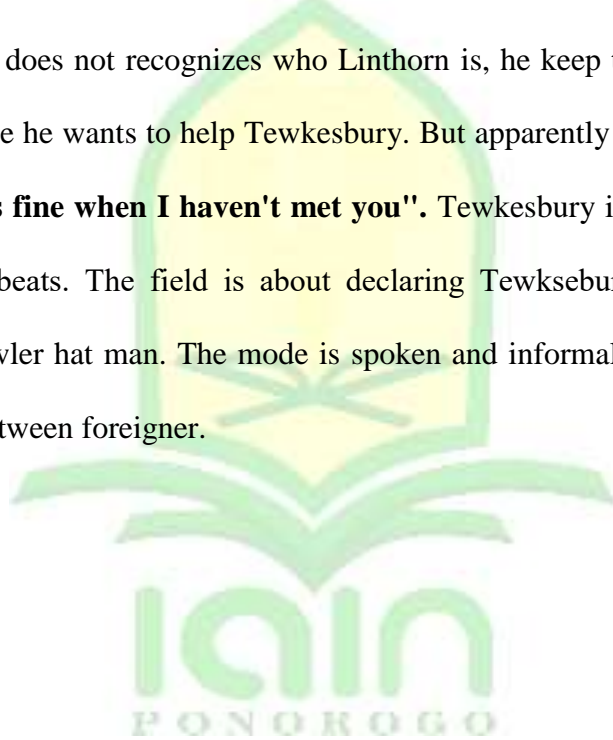 does not recognizes who Linthorn is, he keep
e he wants to help Tewkesbury. But apparently
s fine when I haven't met you". Tewkesbury i
beats. The field is about declaring Tewksebur
wler hat man. The mode is spoken and informal
tween foreigner.
iain
PONOROGO